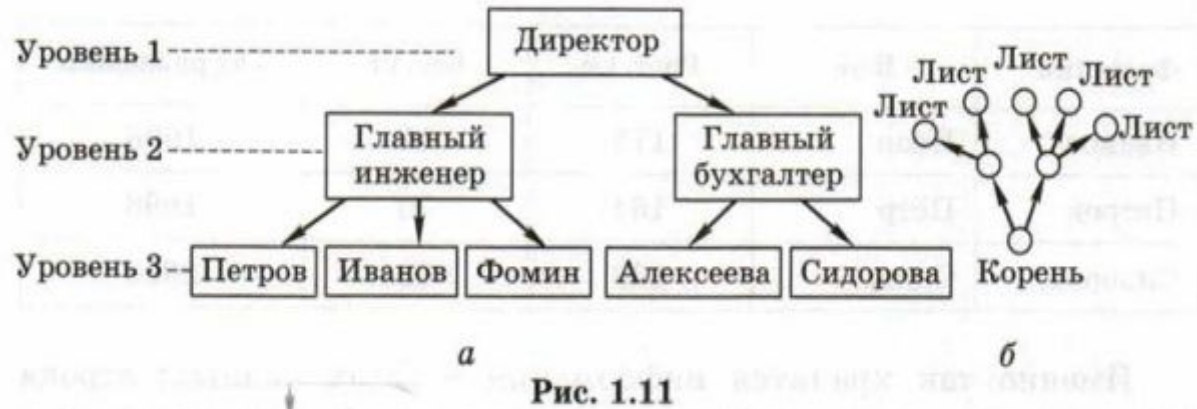 Уровень 1
Директор
Уровень 2
Главный
инженер
Главный
бухгалтер
Уровень 3
Петров
Иванов
Фомин
Алексеева
Сидорова
Лист
Лист
Лист
Лист
Лист
Корень
а
б
Рис. 1.11